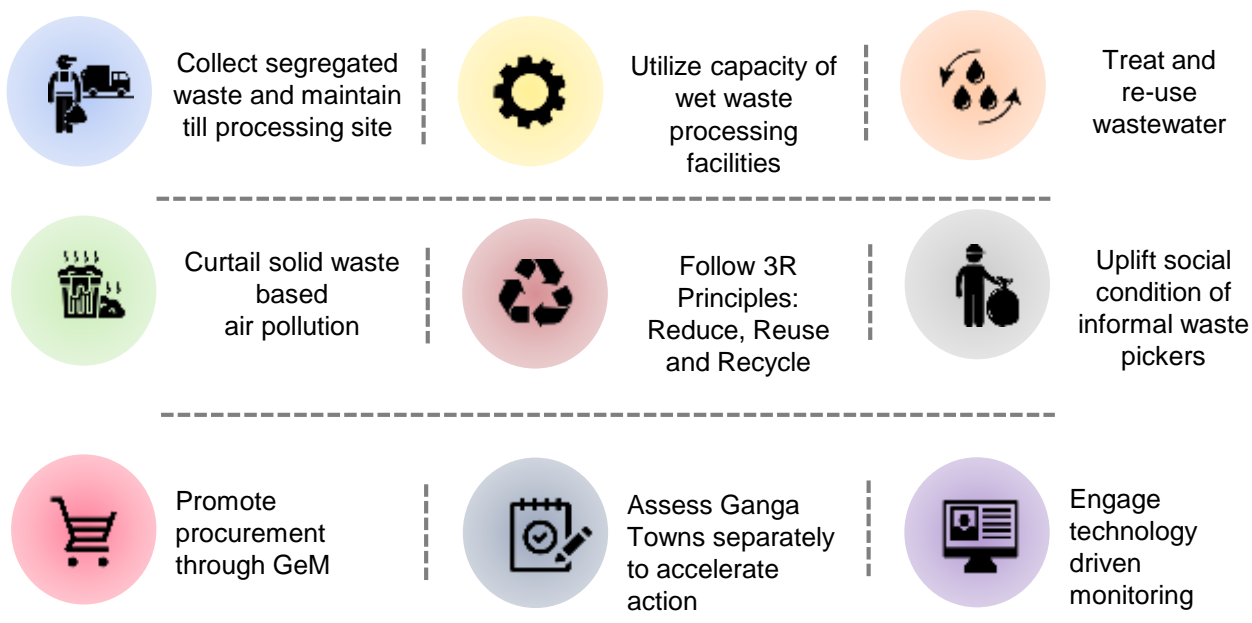 Collect segregated
waste and maintain
till processing site
Utilize capacity of
wet waste
processing
facilities
Treat and
re-use
wastewater
Curtail solid waste
based
air pollution
Follow 3R
Principles:
Reduce, Reuse
and Recycle
Uplift social
condition of
informal waste
pickers
Promote
procurement
through GeM
Assess Ganga
Towns separately
to accelerate
action
Engage
technology
driven
monitoring